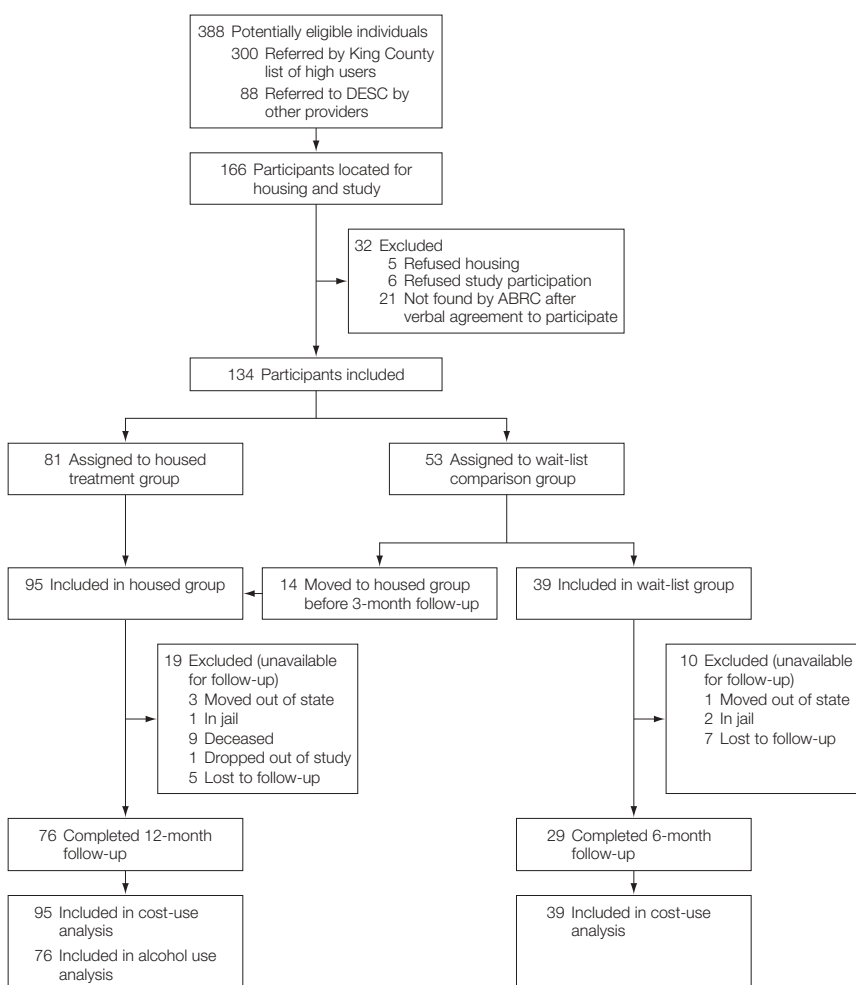 388 Potentially eligible individuals
300 Referred by King County
list of high users
88 Referred to DESC by
other providers
166 Participants located for
housing and study
32 Excluded
5 Refused housing
6 Refused study participation
21 Not found by ABRC after
verbal agreement to participate
134 Participants included
81 Assigned to housed
treatment group
53 Assigned to wait-list
comparison group
95 Included in housed group
14 Moved to housed group
before 3-month follow-up
39 Included in wait-list group
19 Excluded (unavailable
for follow-up)
3 Moved out of state
1 In jail
9 Deceased
1 Dropped out of study
5 Lost to follow-up
10 Excluded (unavailable
for follow-up)
1 Moved out of state
2 In jail
7 Lost to follow-up
76 Completed 12-month
follow-up
29 Completed 6-month
follow-up
95 Included in cost-use
analysis
76 Included in alcohol use
analysis
39 Included in cost-use
analysis